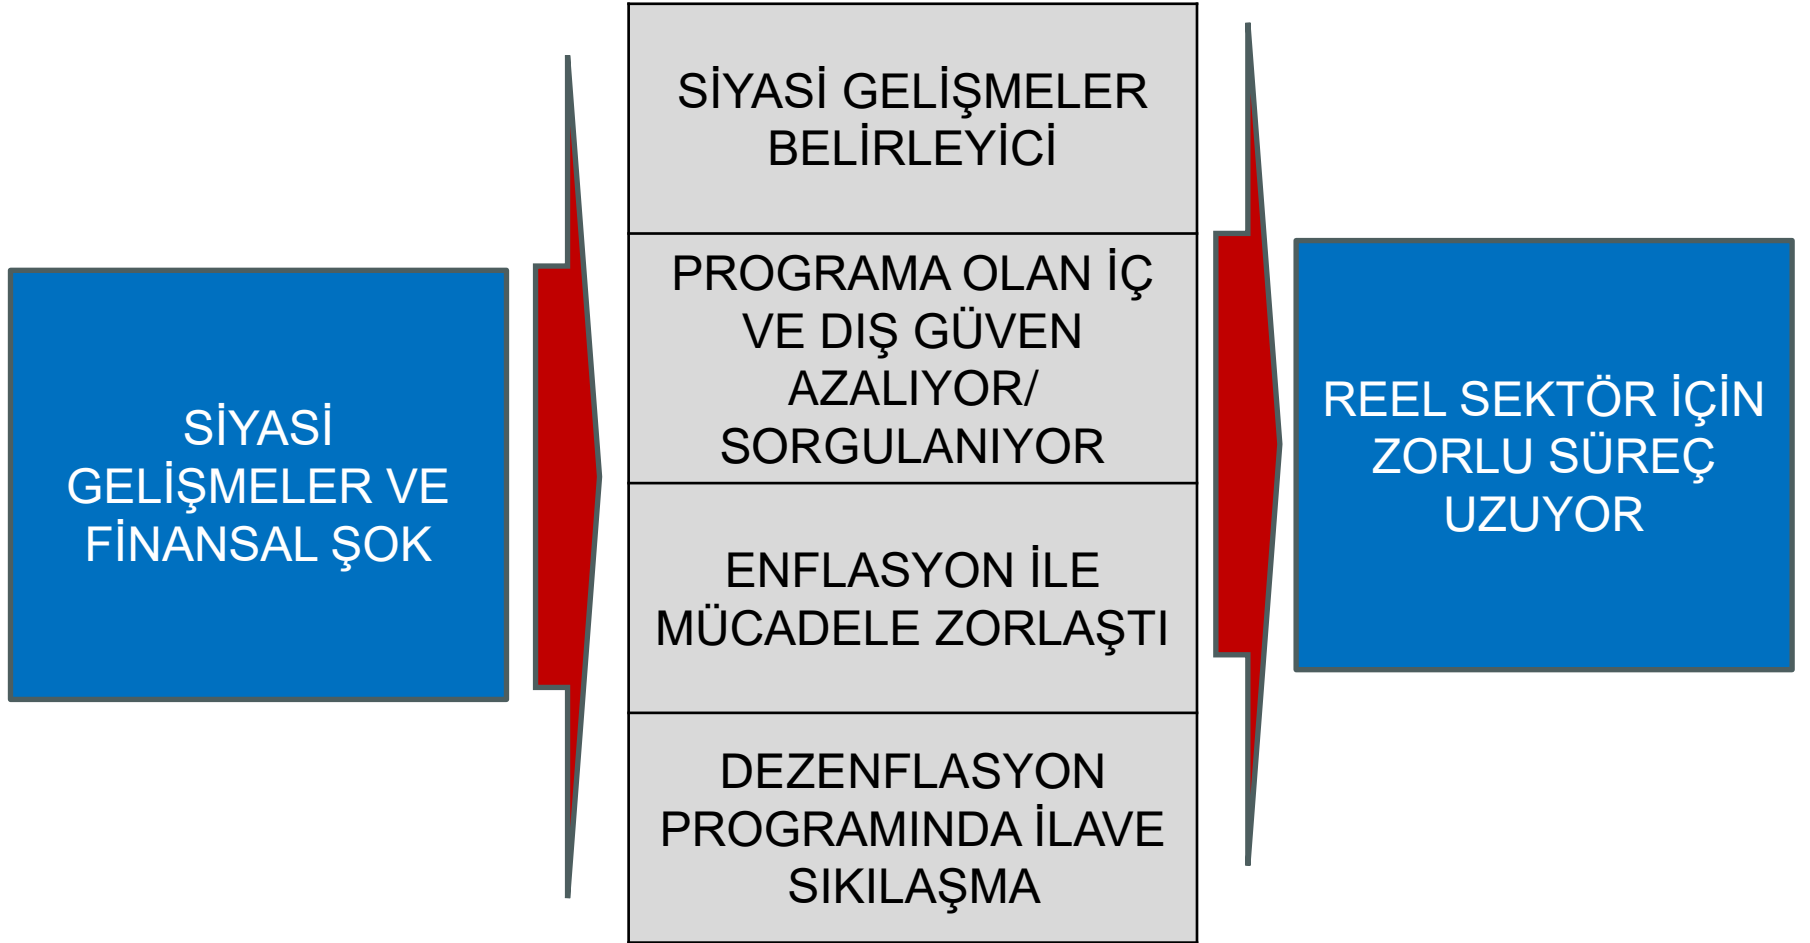 SİYASİ
GELİŞMELER VE
FİNANSAL ŞOK
SİYASİ GELİŞMELER
BELİRLEYİCİ
PROGRAMA OLAN İÇ
VE DIŞ GÜVEN
AZALIYOR/
SORGULANIYOR
ENFLASYON İLE
MÜCADELE ZORLAŞTI
DEZENFLASYON
PROGRAMINDA İLAVE
SIKILAŞMA
REEL SEKTÖR İÇİN
ZORLU SÜREÇ
UZUYOR